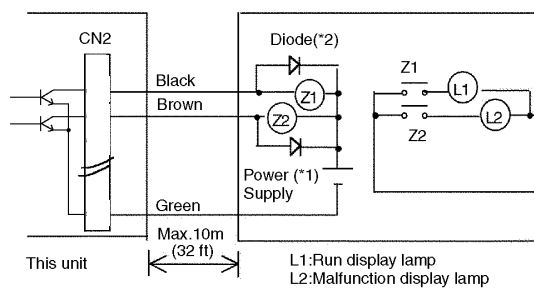 CN2
Diode(*2)
Black
Z1
Z1
L1
Brown
Z2
Z2
L2
Power (*1)
Supply
Green
Max.10m
(32 ft)
This unit
L1:Run display lamp
L2:Malfunction display lamp